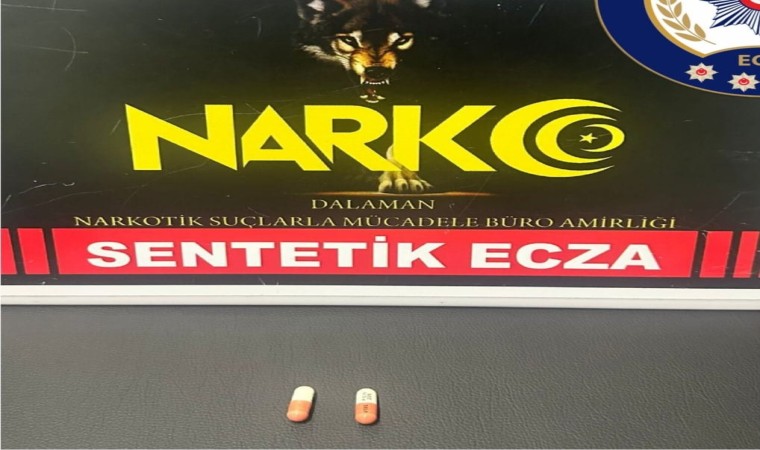 NARKO
DALAMAN
NARKOTİK SUÇLARLA MÜCADELE BÜRO AMİRLİĞİ
SENTETİK ECZA